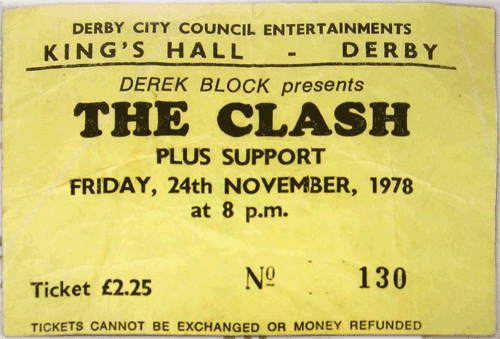 DERBY CITY COUNCIL ENTERTAINMENTS
KING'S HALL - DERBY
DEREK BLOCK presents
THE CLASH
PLUS SUPPORT
FRIDAY, 24th NOVEMBER, 1978
at 8 p.m.
Ticket £2.25 Nº 130
TICKETS CANNOT BE EXCHANGED OR MONEY REFUNDED